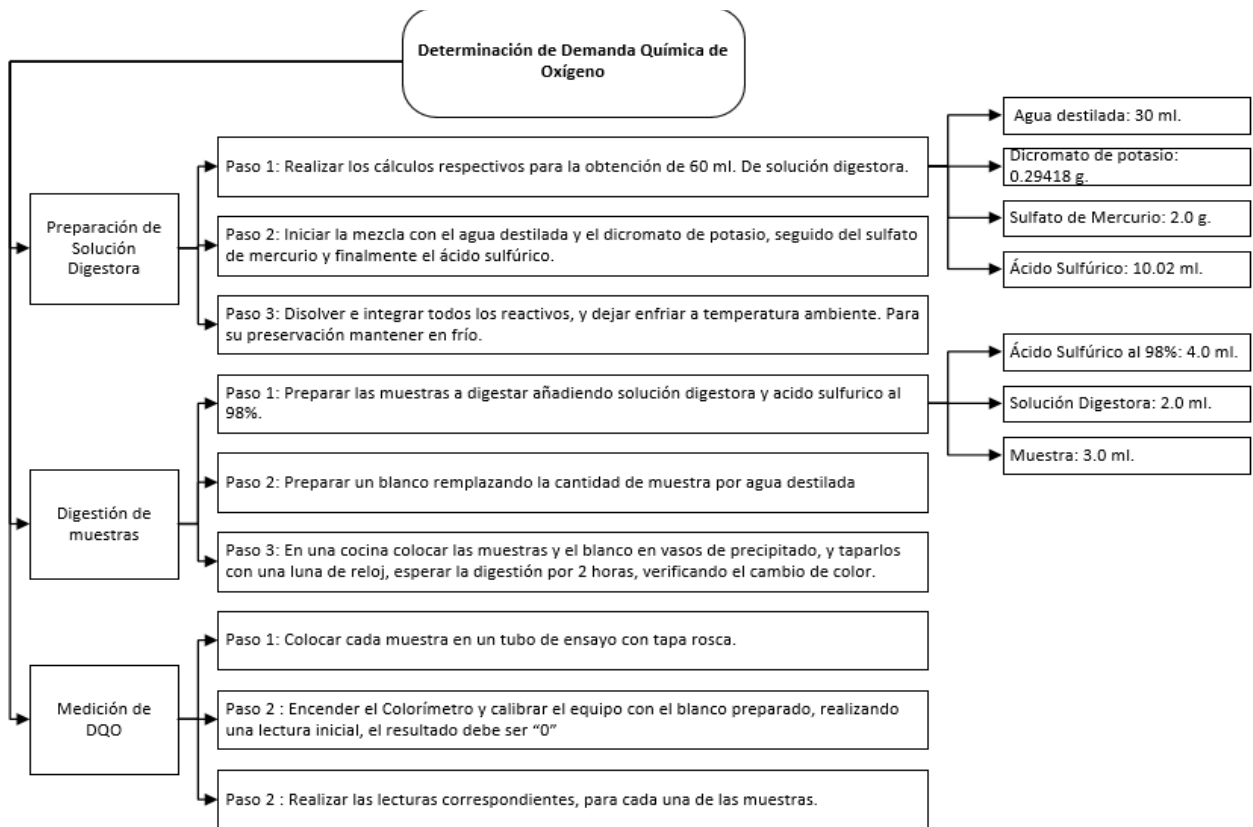 Determinación de Demanda Química de
Oxígeno
Preparación de
Solución
Digestora
Paso 1: Realizar los cálculos respectivos para la obtención de 60 ml. De solución digestora.
Agua destilada: 30 ml.
Dicromato de potasio:
0.29418 g.
Sulfato de Mercurio: 2.0 g.
Ácido Sulfúrico: 10.02 ml.
Paso 2: Iniciar la mezcla con el agua destilada y el dicromato de potasio, seguido del sulfato
de mercurio y finalmente el ácido sulfúrico.
Paso 3: Disolver e integrar todos los reactivos, y dejar enfriar a temperatura ambiente. Para
su preservación mantener en frío.
Digestión de
muestras
Paso 1: Preparar las muestras a digestar añadiendo solución digestora y acido sulfurico al
98%.
Ácido Sulfúrico al 98%: 4.0 ml.
Solución Digestora: 2.0 ml.
Muestra: 3.0 ml.
Paso 2: Preparar un blanco remplazando la cantidad de muestra por agua destilada
Paso 3: En una cocina colocar las muestras y el blanco en vasos de precipitado, y taparlos
con una luna de reloj, esperar la digestión por 2 horas, verificando el cambio de color.
Medición de
DQO
Paso 1: Colocar cada muestra en un tubo de ensayo con tapa rosca.
Paso 2 : Encender el Colorímetro y calibrar el equipo con el blanco preparado, realizando
una lectura inicial, el resultado debe ser “0”
Paso 2 : Realizar las lecturas correspondientes, para cada una de las muestras.